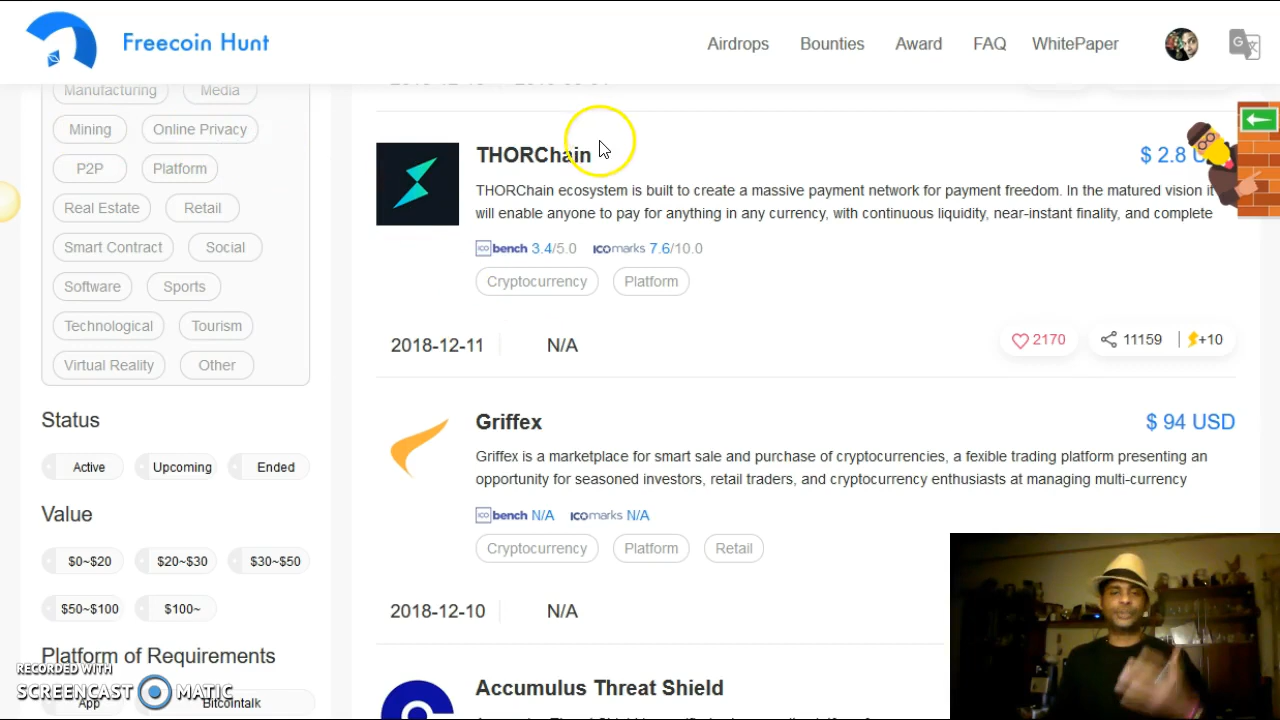 Freecoin Hunt
Airdrops
Bounties
Award
FAQ
WhitePaper
Manufacturing
Media
Mining
Online Privacy
P2P
Platform
Real Estate
Retail
Smart Contract
Social
Software
Sports
Technological
Tourism
Virtual Reality
Other
Status
Active
Upcoming
Ended
Value
$0~$20
$20~$30
$30~$50
$50~$100
$100~
Platform of Requirements
App
Bitcointalk
RECORDED WITH
SCREENCAST MATIC
THORChain
$ 2.8
THORChain ecosystem is built to create a massive payment network for payment freedom. In the matured vision it
will enable anyone to pay for anything in any currency, with continuous liquidity, near-instant finality, and complete
ICO bench 3.4/5.0 ICOmarks 7.6/10.0
Cryptocurrency
Platform
2018-12-11
N/A
2170
11159
+10
Griffex
$ 94 USD
Griffex is a marketplace for smart sale and purchase of cryptocurrencies, a fexible trading platform presenting an
opportunity for seasoned investors, retail traders, and cryptocurrency enthusiasts at managing multi-currency
ICO bench N/A ICOmarks N/A
Cryptocurrency
Platform
Retail
2018-12-10
N/A
Accumulus Threat Shield